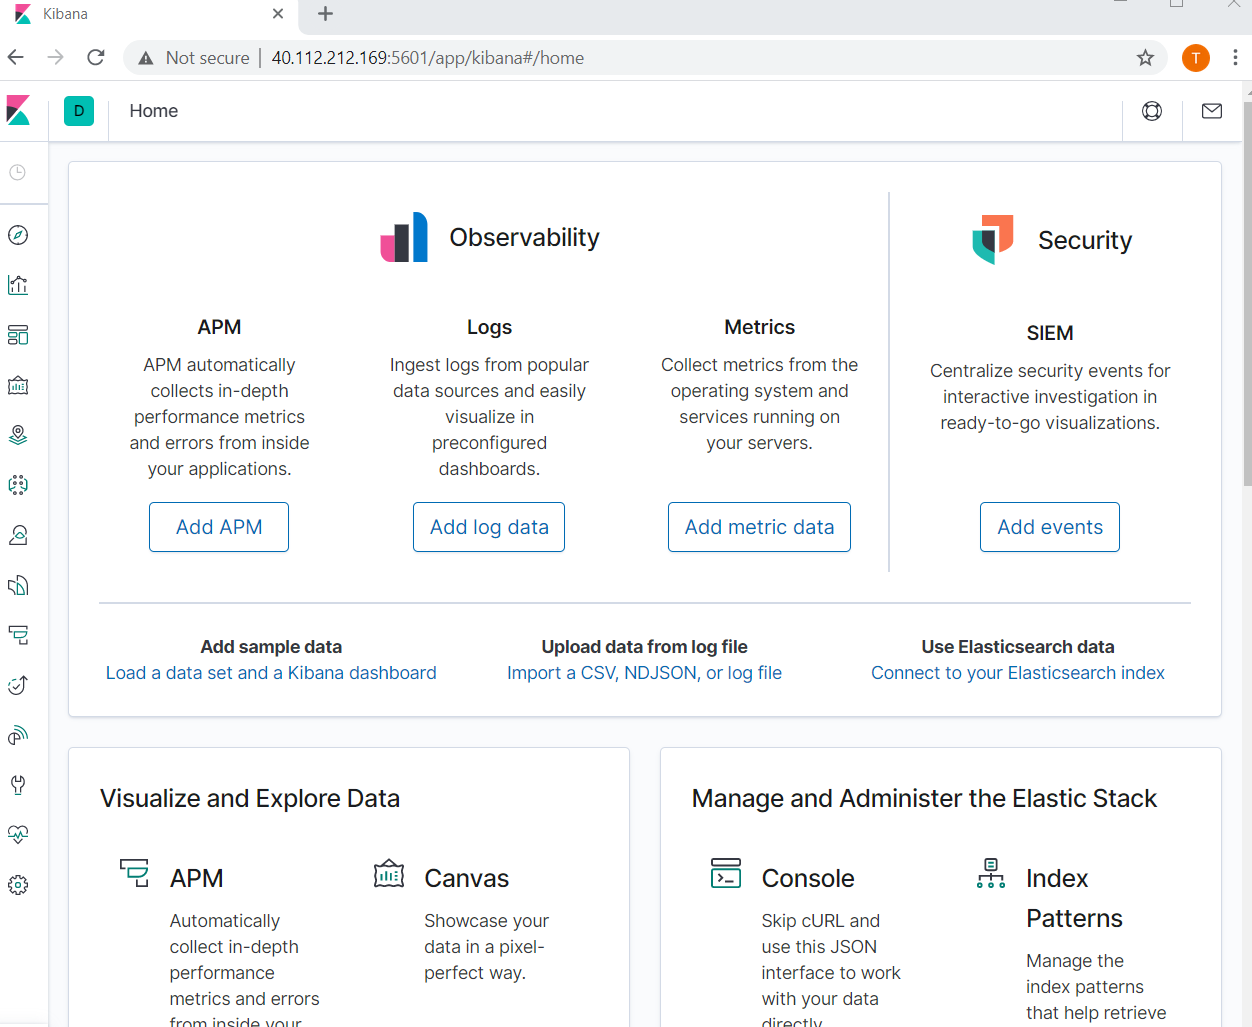 Kibana
Not secure | 40.112.212.169:5601/app/kibana#/home
T
D
Home
Observability
Security
APM
APM automatically
collects in-depth
performance metrics
and errors from inside
your applications.
Add APM
Logs
Ingest logs from popular
data sources and easily
visualize in
preconfigured
dashboards.
Add log data
Metrics
Collect metrics from the
operating system and
services running on
your servers.
Add metric data
SIEM
Centralize security events for
interactive investigation in
ready-to-go visualizations.
Add events
Add sample data
Load a data set and a Kibana dashboard
Upload data from log file
Import a CSV, NDJSON, or log file
Use Elasticsearch data
Connect to your Elasticsearch index
Visualize and Explore Data
APM
Automatically
collect in-depth
performance
metrics and errors
from inside your
Canvas
Showcase your
data in a pixel-
perfect way.
Manage and Administer the Elastic Stack
Console
Skip cURL and
use this JSON
interface to work
with your data
directly.
Index
Patterns
Manage the
index patterns
that help retrieve